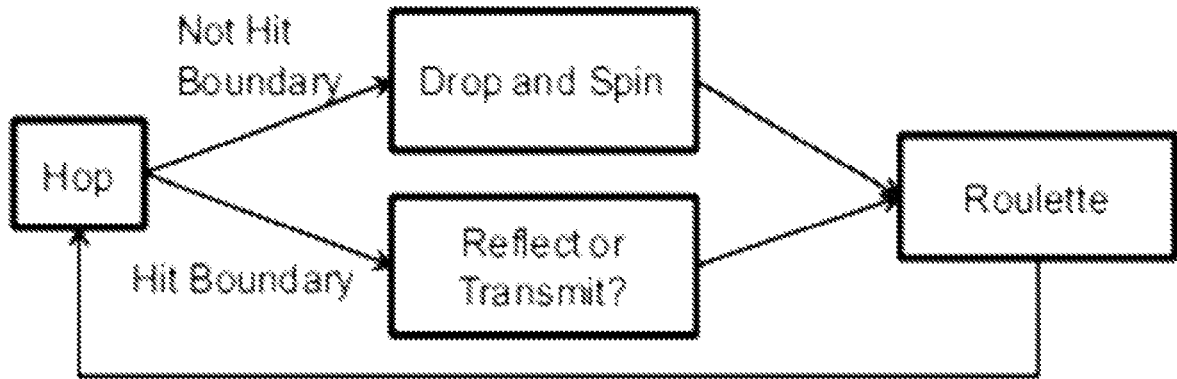 Not Hit
Boundary
Drop and Spin
Hop
Roulette
Reflect or
Transmit?
Hit Boundary